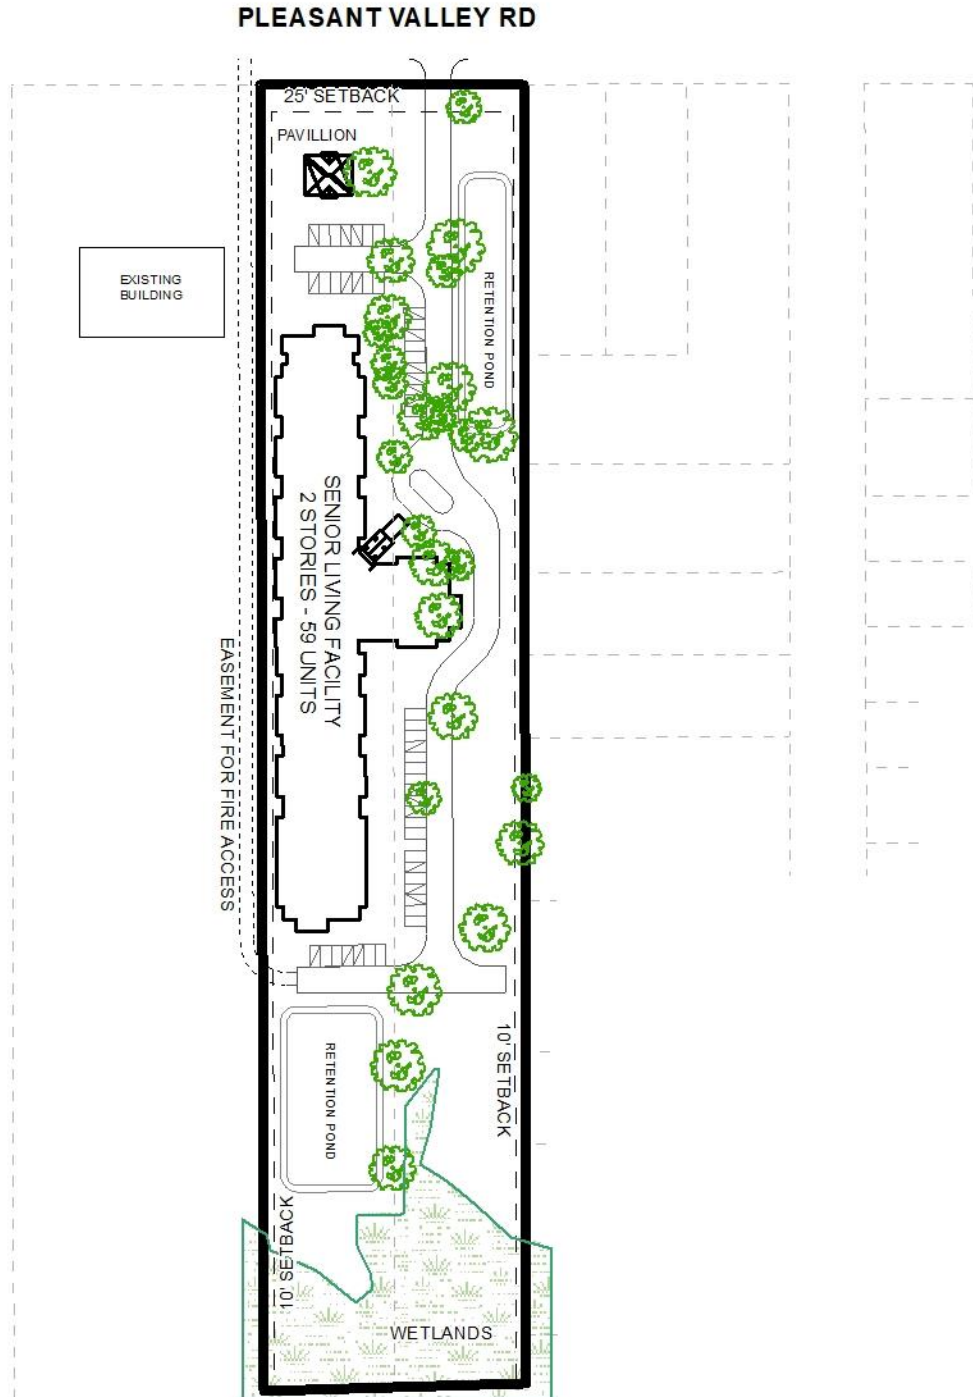 PLEASANT VALLEY RD
25' SETBACK
PAVILLION
EXISTING
BUILDING
RETENTION POND
SENIOR LIVING FACILITY
2 STORIES - 59 UNITS
EASEMENT FOR FIRE ACCESS
10' SETBACK
RETENTION POND
10' SETBACK
WETLANDS